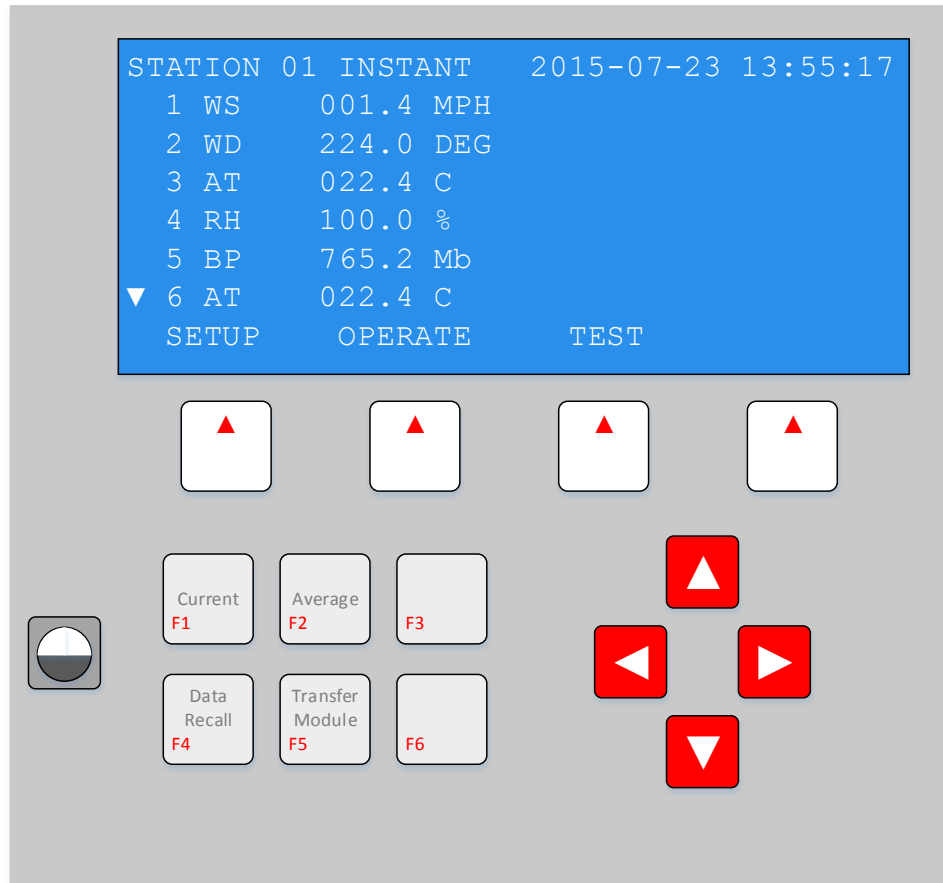 STATION 01 INSTANT 2015-07-23 13:55:17
1 WS 001.4 MPH
2 WD 224.0 DEG
3 AT 022.4 C
4 RH 100.0 %
5 BP 765.2 Mb
▼ 6 AT 022.4 C
SETUP OPERATE TEST
Current
F1
Average
F2
F3
Data
Recall
F4
Transfer
Module
F5
F6